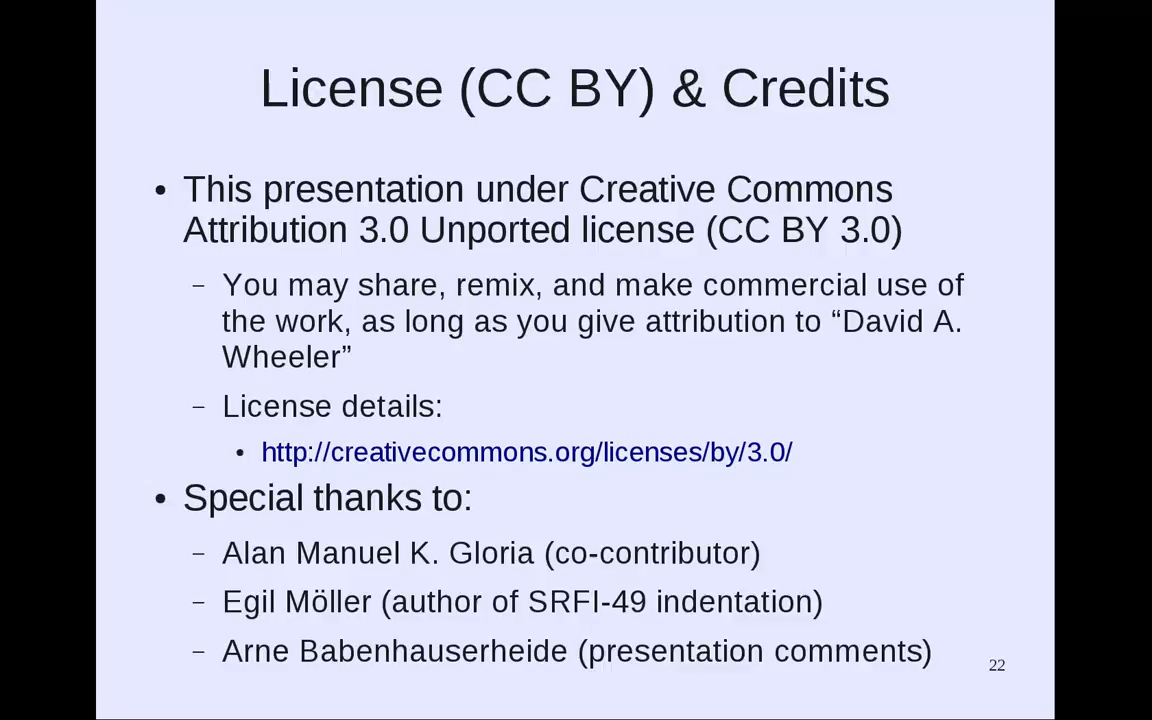 License (CC BY) & Credits
• This presentation under Creative Commons
Attribution 3.0 Unported license (CC BY 3.0)
– You may share, remix, and make commercial use of
the work, as long as you give attribution to “David A.
Wheeler”
– License details:
• http://creativecommons.org/licenses/by/3.0/
• Special thanks to:
– Alan Manuel K. Gloria (co-contributor)
– Egil Möller (author of SRFI-49 indentation)
– Arne Babenhauserheide (presentation comments)
22